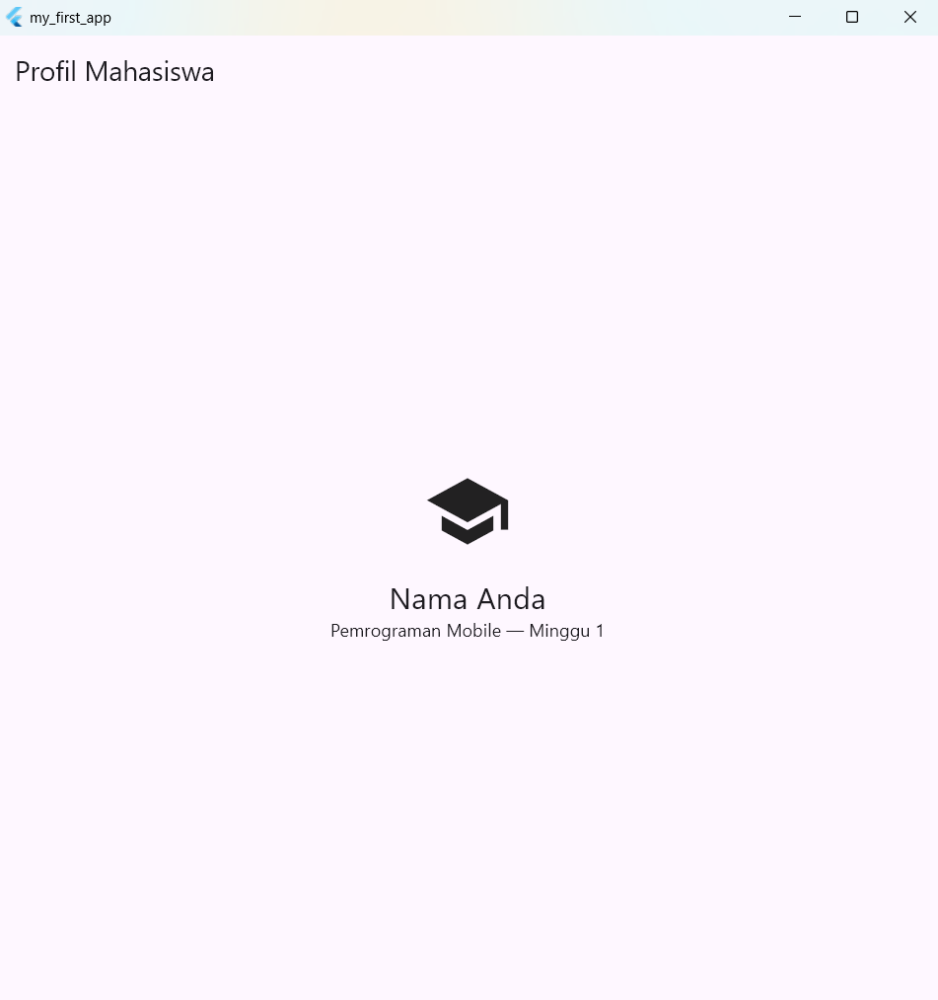 my_first_app
Profil Mahasiswa
Nama Anda
Pemrograman Mobile — Minggu 1